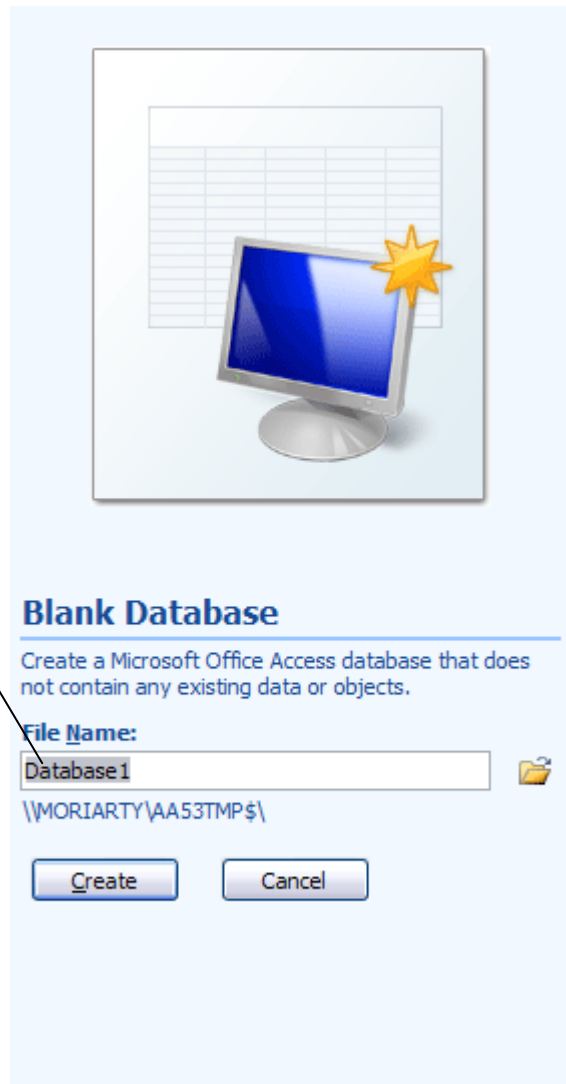 Blank Database
Create a Microsoft Office Access database that does
not contain any existing data or objects.
File Name:
Database1
\\MORIARTY\AA53TMP$\
Create Cancel